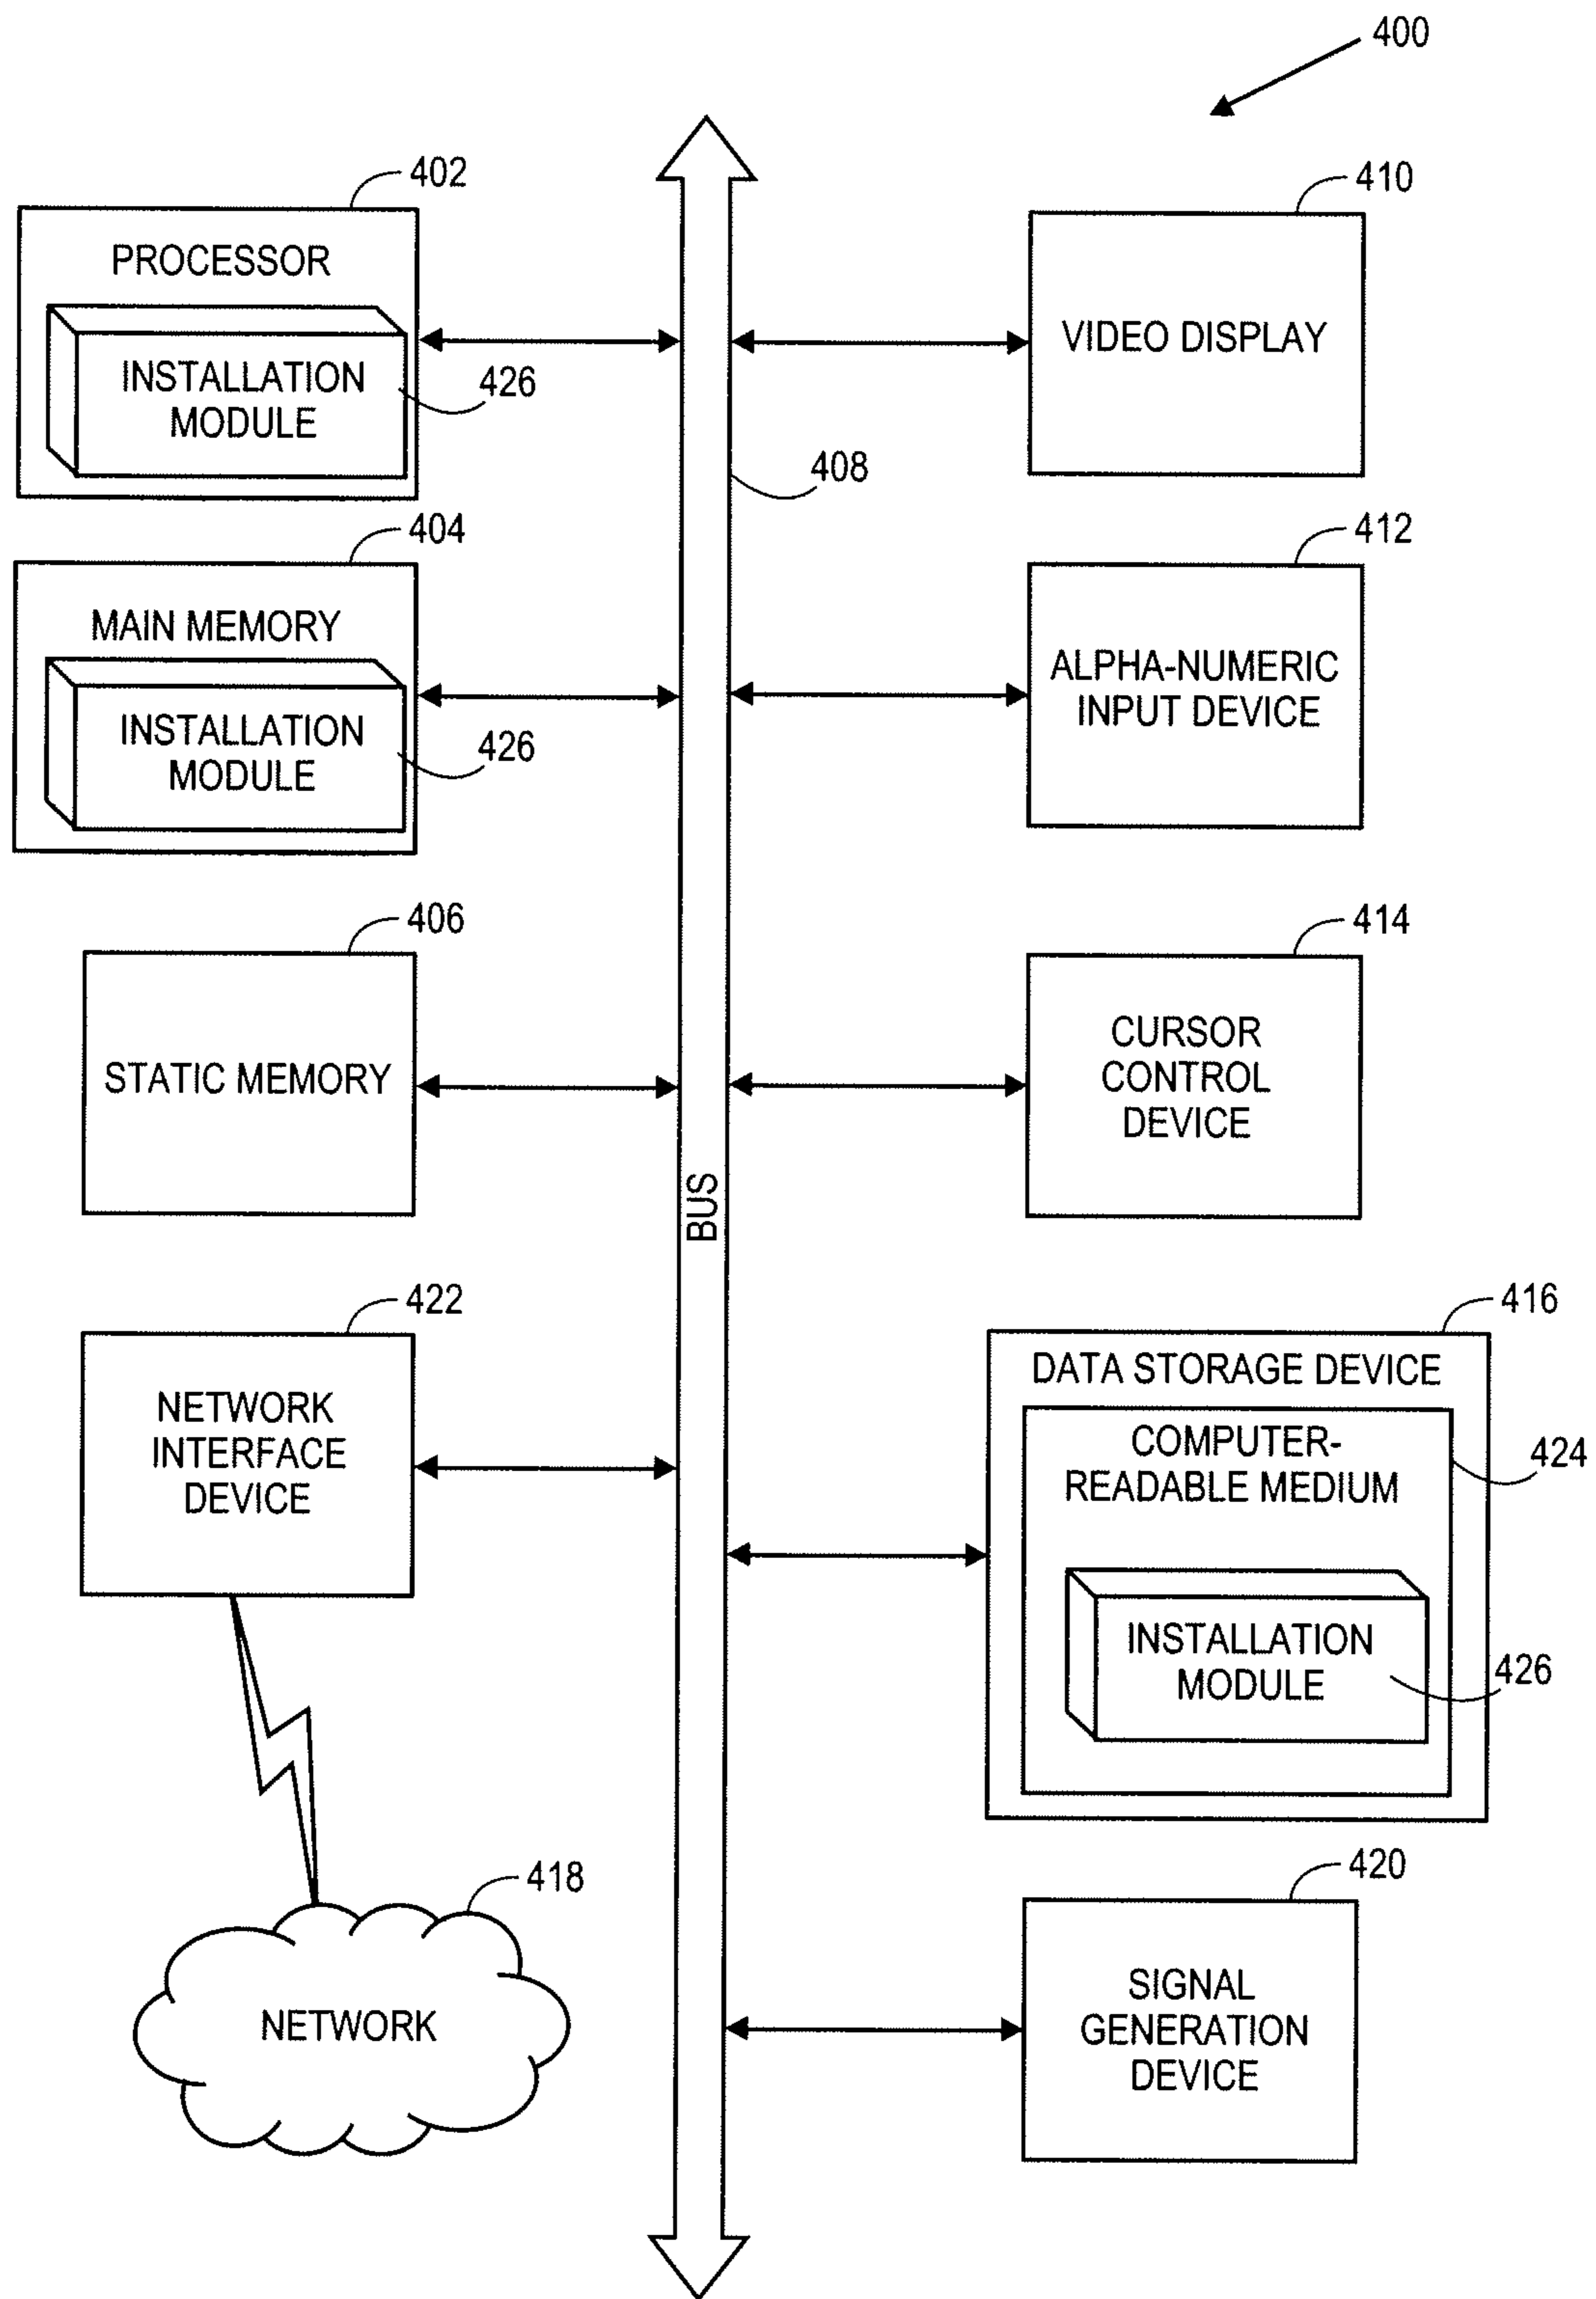 400
402
PROCESSOR
INSTALLATION
MODULE
426
404
MAIN MEMORY
INSTALLATION
MODULE
426
406
STATIC MEMORY
422
NETWORK
INTERFACE
DEVICE
418
NETWORK
408
BUS
410
VIDEO DISPLAY
412
ALPHA-NUMERIC
INPUT DEVICE
414
CURSOR
CONTROL
DEVICE
416
DATA STORAGE DEVICE
COMPUTER-
READABLE MEDIUM
424
INSTALLATION
MODULE
426
420
SIGNAL
GENERATION
DEVICE